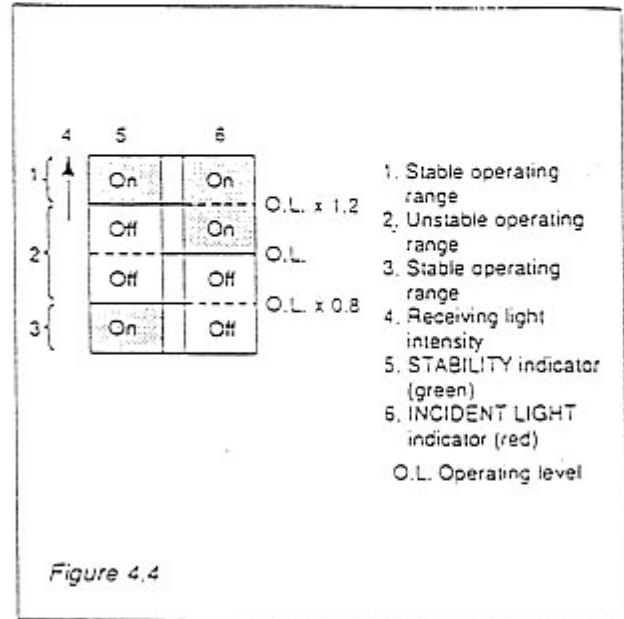 4 5 6
1 On On
O.L. x 1.2
Off On
2 O.L.
Off Off
O.L. x 0.8
3 On Off
1. Stable operating
range
2. Unstable operating
range
3. Stable operating
range
4. Receiving light
intensity
5. STABILITY indicator
(green)
6. INCIDENT LIGHT
indicator (red)
O.L. Operating level
Figure 4.4